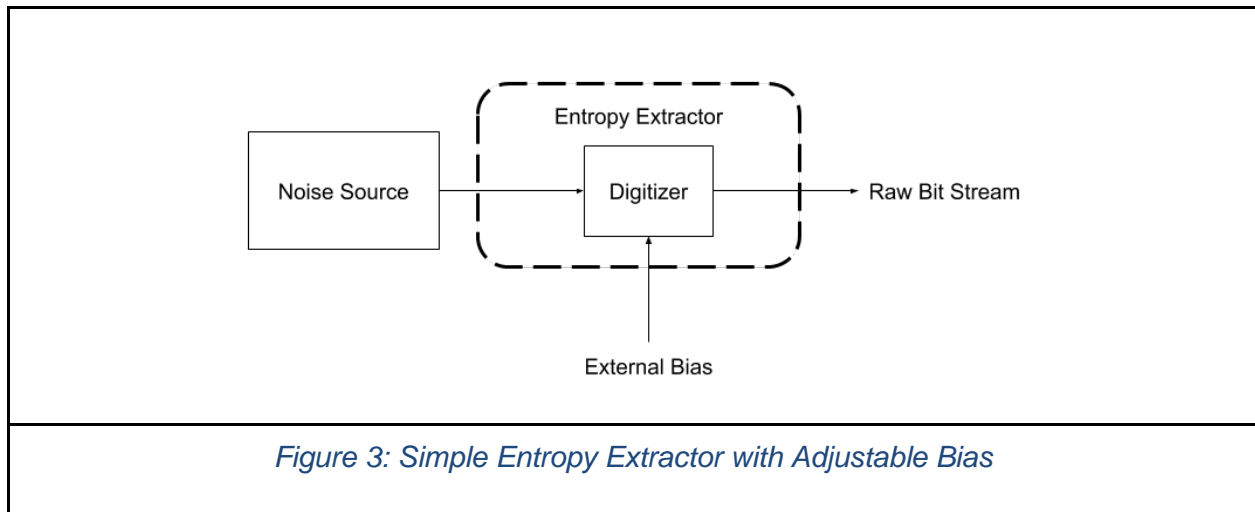 Entropy Extractor
Noise Source
Digitizer
Raw Bit Stream
External Bias
Figure 3: Simple Entropy Extractor with Adjustable Bias